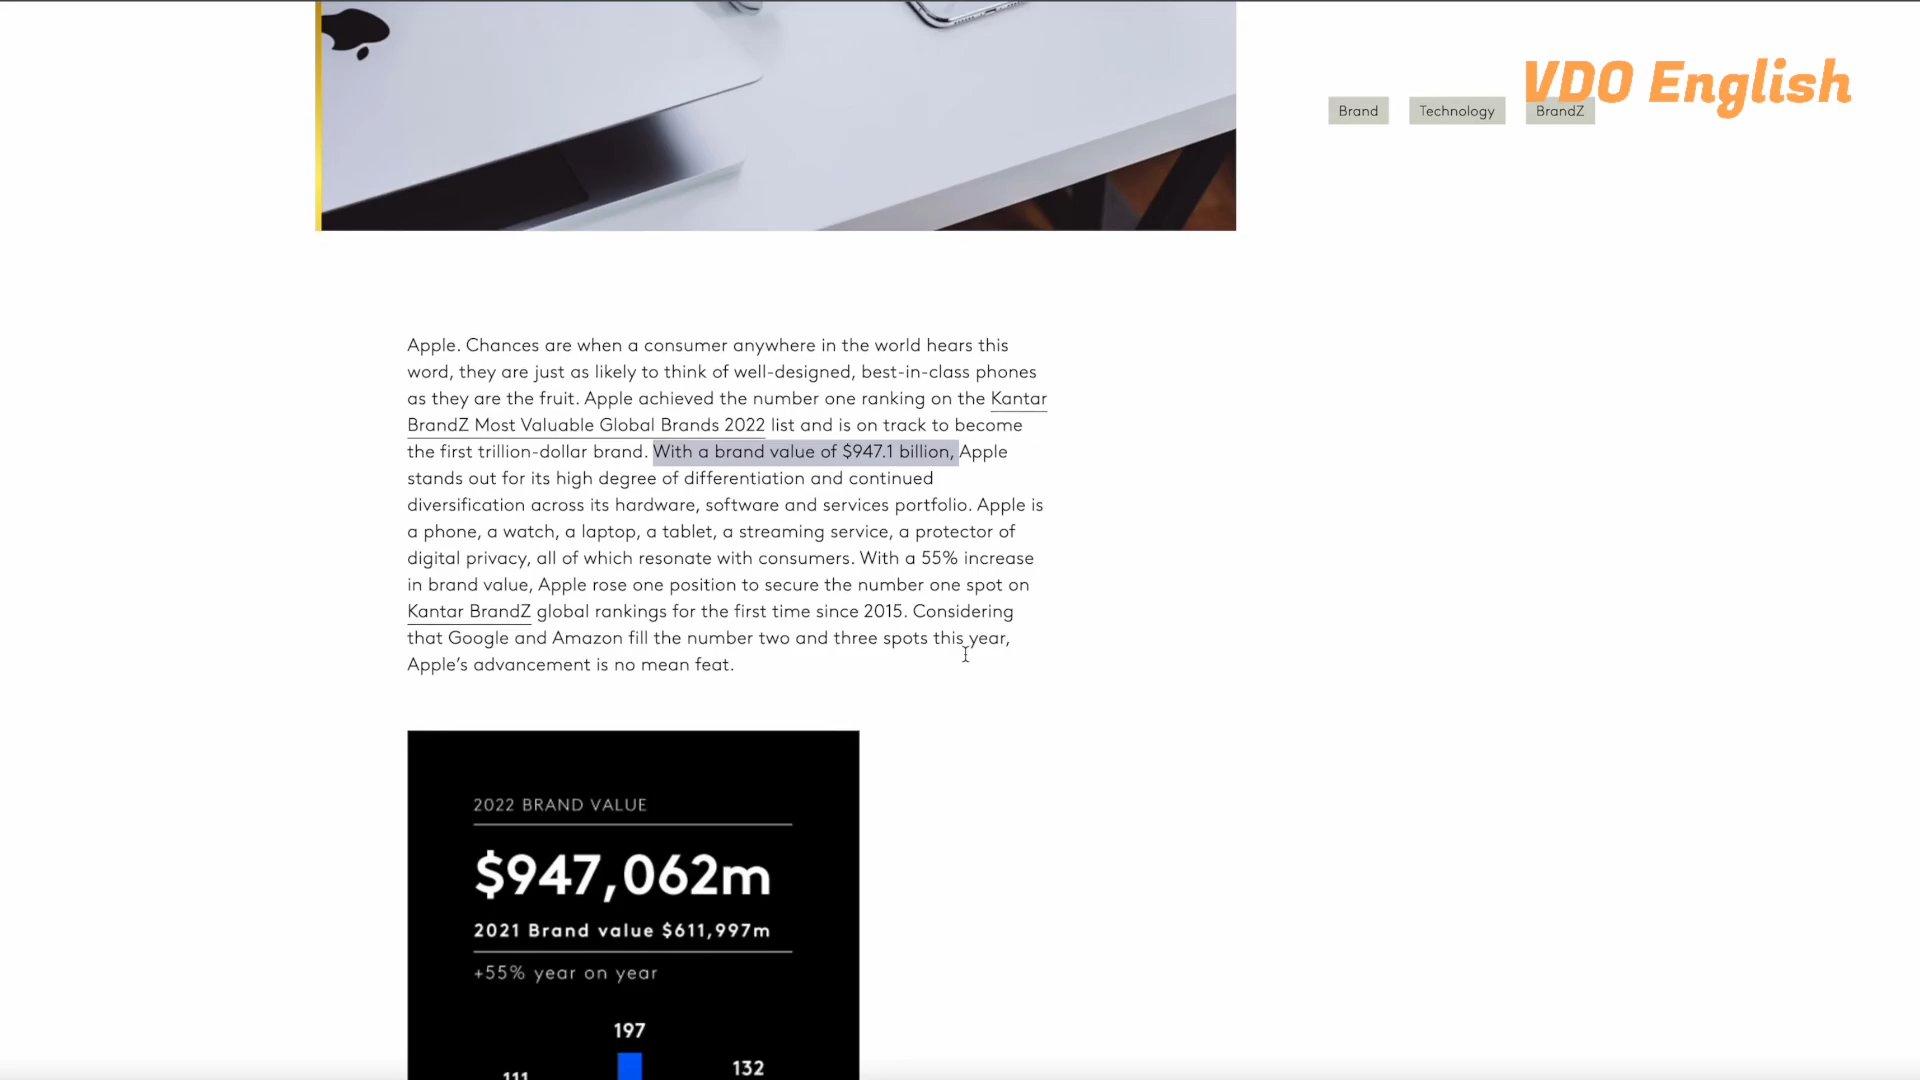 VDO English
Brand
Technology
BrandZ
Apple. Chances are when a consumer anywhere in the world hears this
word, they are just as likely to think of well-designed, best-in-class phones
as they are the fruit. Apple achieved the number one ranking on the Kantar
BrandZ Most Valuable Global Brands 2022 list and is on track to become
the first trillion-dollar brand. With a brand value of $947.1 billion, Apple
stands out for its high degree of differentiation and continued
diversification across its hardware, software and services portfolio. Apple is
a phone, a watch, a laptop, a tablet, a streaming service, a protector of
digital privacy, all of which resonate with consumers. With a 55% increase
in brand value, Apple rose one position to secure the number one spot on
Kantar BrandZ global rankings for the first time since 2015. Considering
that Google and Amazon fill the number two and three spots this year,
Apple’s advancement is no mean feat.
2022 BRAND VALUE
$947,062m
2021 Brand value $611,997m
+55% year on year
197
111
132